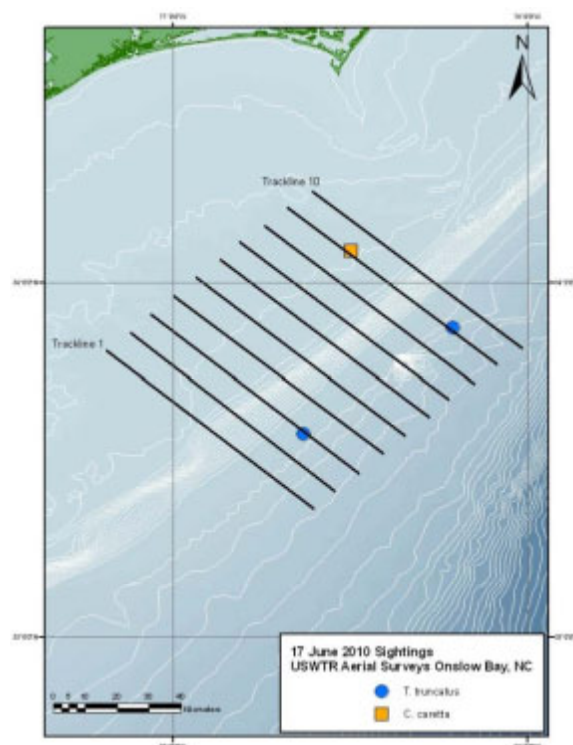 N
Trackline 10
Trackline 1
17 June 2010 Sightings
USWTR Aerial Surveys Onslow Bay, NC
T. truncatus
C. caretta
0 5 10 20 30 40
Kilometers